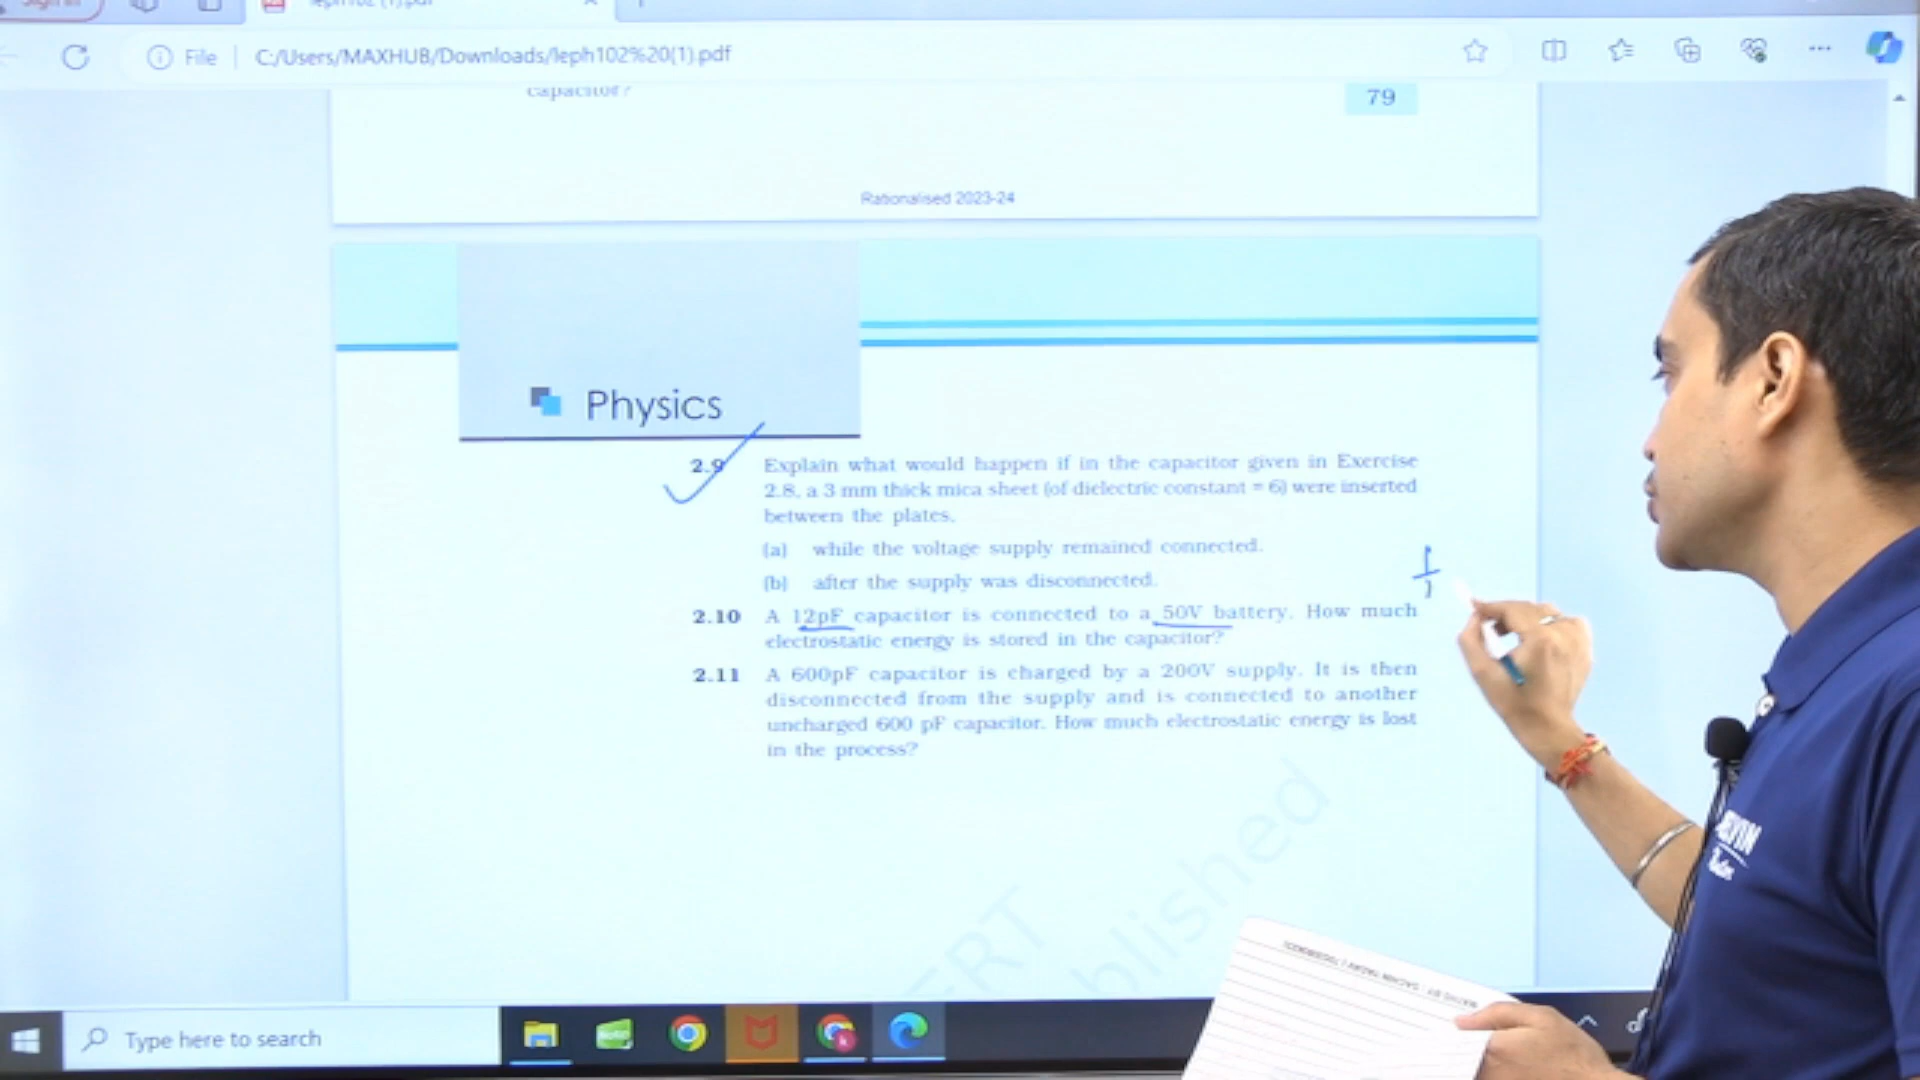 File C:/Users/MAXHUB/Downloads/leph102%20(1).pdf
capacitor?
79
Rationalised 2023-24
Physics
2.9 Explain what would happen if in the capacitor given in Exercise
2.8, a 3 mm thick mica sheet (of dielectric constant = 6) were inserted
between the plates,
(a) while the voltage supply remained connected.
(b) after the supply was disconnected.
2.10 A 12pF capacitor is connected to a 50V battery. How much
electrostatic energy is stored in the capacitor?
2.11 A 600pF capacitor is charged by a 200V supply. It is then
disconnected from the supply and is connected to another
uncharged 600 pF capacitor. How much electrostatic energy is lost
in the process?
blished
ERT
Type here to search